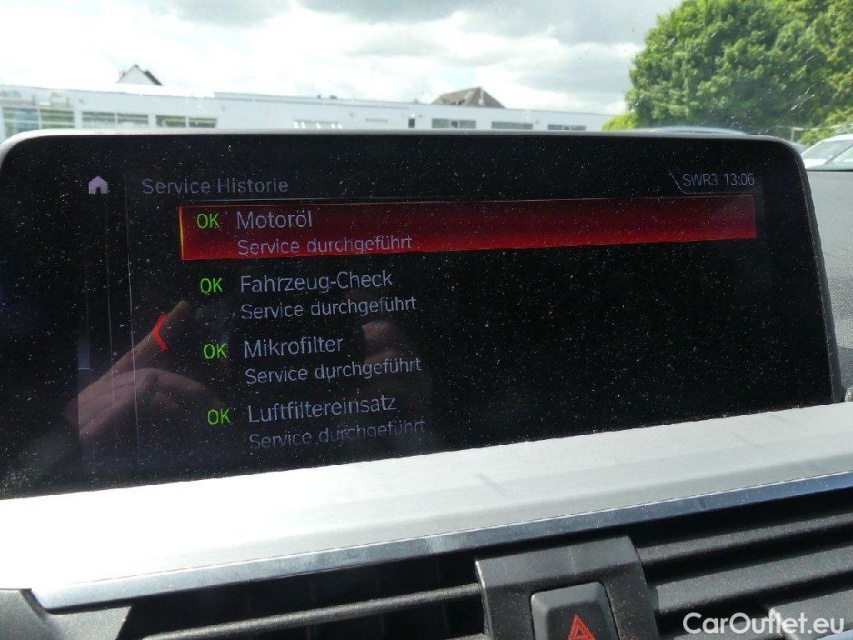 Service Historie
SWR3 13:06
OK Motoröl
Service durchgeführt
OK Fahrzeug-Check
Service durchgeführt
OK Mikrofilter
Service durchgeführt
OK Luftfiltereinsatz
Service durchgeführt
CarOutlet.eu